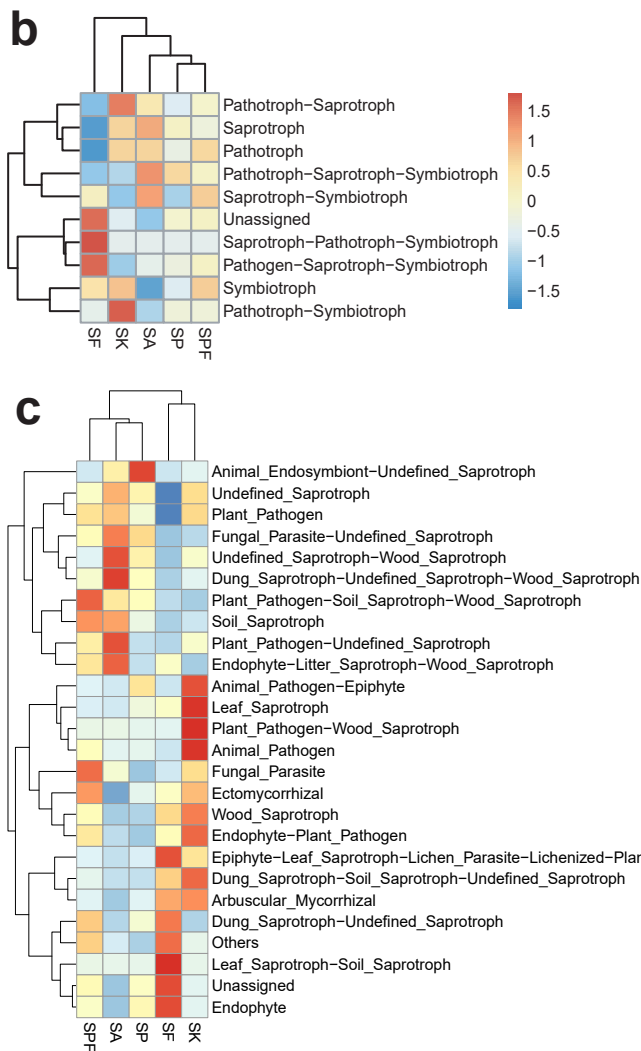 b
Pathotroph−Saprotroph
Saprotroph
Pathotroph
Pathotroph−Saprotroph−Symbiotroph
Saprotroph−Symbiotroph
Unassigned
Saprotroph−Pathotroph−Symbiotroph
Pathogen−Saprotroph−Symbiotroph
Symbiotroph
Pathotroph−Symbiotroph
SF SK SA SP SPF
1.5
1
0.5
0
−0.5
−1
−1.5
c
Animal_Endosymbiont−Undefined_Saprotroph
Undefined_Saprotroph
Plant_Pathogen
Fungal_Parasite−Undefined_Saprotroph
Undefined_Saprotroph−Wood_Saprotroph
Dung_Saprotroph−Undefined_Saprotroph−Wood_Saprotroph
Plant_Pathogen−Soil_Saprotroph−Wood_Saprotroph
Soil_Saprotroph
Plant_Pathogen−Undefined_Saprotroph
Endophyte−Litter_Saprotroph−Wood_Saprotroph
Animal_Pathogen−Epiphyte
Leaf_Saprotroph
Plant_Pathogen−Wood_Saprotroph
Animal_Pathogen
Fungal_Parasite
Ectomycorrhizal
Wood_Saprotroph
Endophyte−Plant_Pathogen
Epiphyte−Leaf_Saprotroph−Lichen_Parasite−Lichenized−Plan
Dung_Saprotroph−Soil_Saprotroph−Undefined_Saprotroph
Arbuscular_Mycorrhizal
Dung_Saprotroph−Undefined_Saprotroph
Others
Leaf_Saprotroph−Soil_Saprotroph
Unassigned
Endophyte
SPF SA SP SF SK